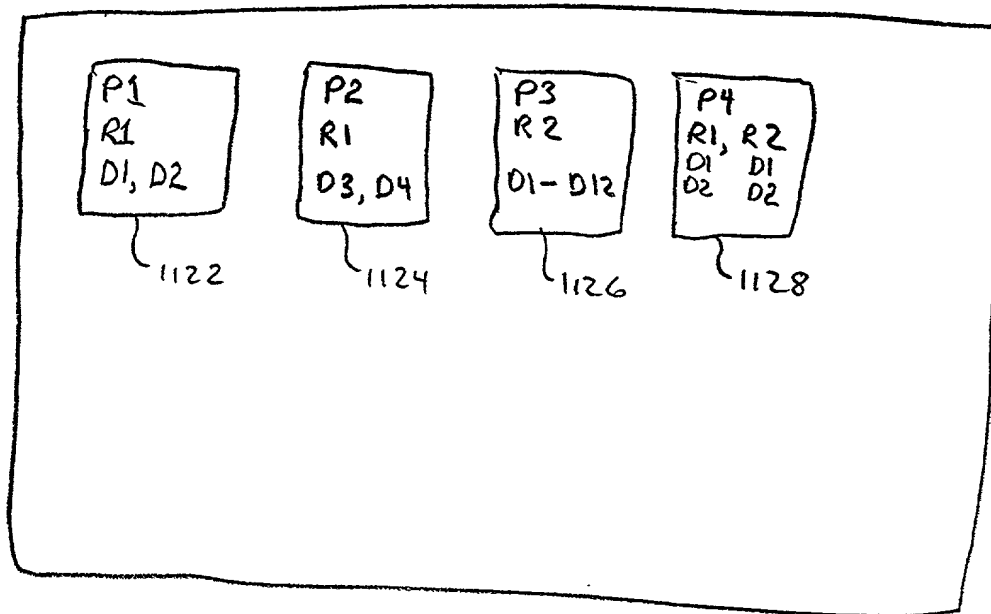 P1
R1
D1, D2
1122
P2
R1
D3, D4
1124
P3
R2
D1-D12
1126
P4
R1, R2
D1 D1
D2 D2
1128